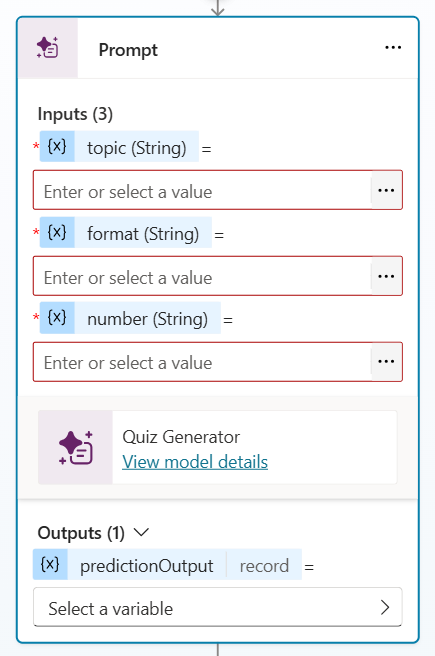 Prompt
Inputs (3)
* {x} topic (String) =
Enter or select a value
* {x} format (String) =
Enter or select a value
* {x} number (String) =
Enter or select a value
Quiz Generator
View model details
Outputs (1)
{x} predictionOutput record =
Select a variable